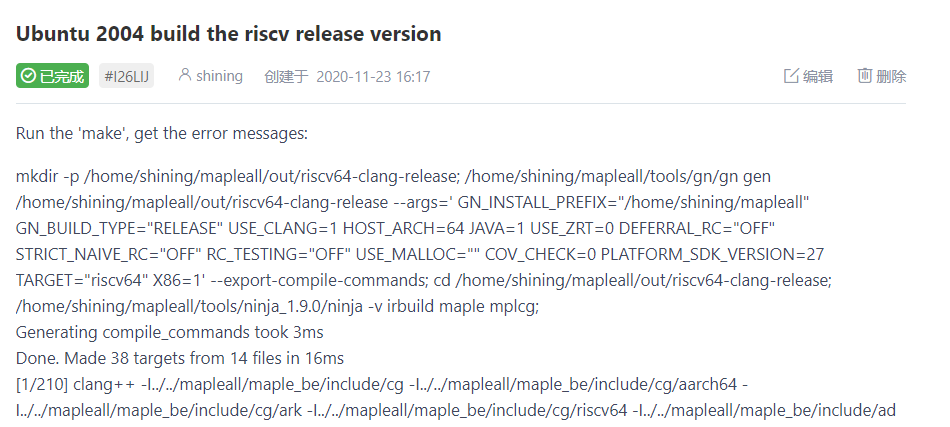 Ubuntu 2004 build the riscv release version
已完成 #I26LIJ shining 创建于 2020-11-23 16:17 编辑 删除
Run the 'make', get the error messages:
mkdir -p /home/shining/mapleall/out/riscv64-clang-release; /home/shining/mapleall/tools/gn/gn gen
/home/shining/mapleall/out/riscv64-clang-release --args=' GN_INSTALL_PREFIX="/home/shining/mapleall"
GN_BUILD_TYPE="RELEASE" USE_CLANG=1 HOST_ARCH=64 JAVA=1 USE_ZRT=0 DEFERRAL_RC="OFF"
STRICT_NAIVE_RC="OFF" RC_TESTING="OFF" USE_MALLOC="" COV_CHECK=0 PLATFORM_SDK_VERSION=27
TARGET="riscv64" X86=1' --export-compile-commands; cd /home/shining/mapleall/out/riscv64-clang-release;
/home/shining/mapleall/tools/ninja_1.9.0/ninja -v irbuild maple mplcg;
Generating compile_commands took 3ms
Done. Made 38 targets from 14 files in 16ms
[1/210] clang++ -I../../mapleall/maple_be/include/cg -I../../mapleall/maple_be/include/cg/aarch64 -
I../../mapleall/maple_be/include/cg/ark -I../../mapleall/maple_be/include/cg/riscv64 -I../../mapleall/maple_be/include/ad